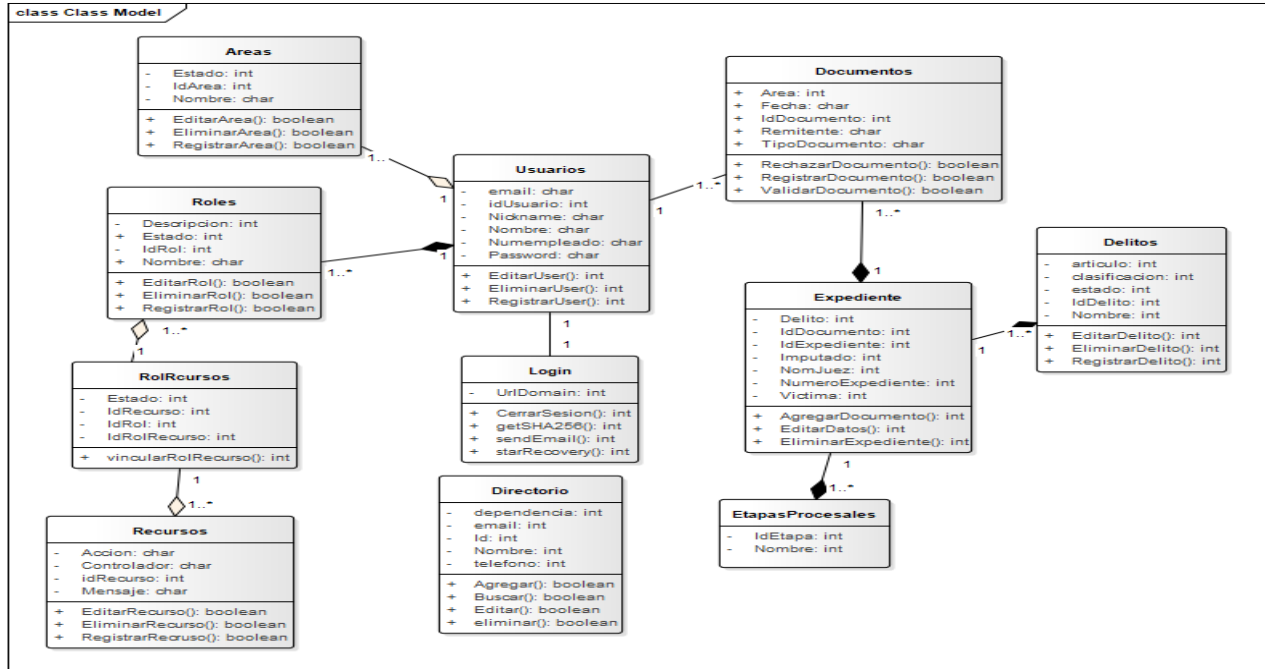 class Class Model
Areas
- Estado: int
- IdArea: int
- Nombre: char
+ EditarArea(): boolean
+ EliminarArea(): boolean
+ RegistrarArea(): boolean
1..
1
Roles
- Descripcion: int
+ Estado: int
- IdRol: int
+ Nombre: char
+ EditarRol(): boolean
+ EliminarRol(): boolean
+ RegistrarRol(): boolean
1..*
1
1..*
1
RolRcursos
- Estado: int
- IdRecurso: int
- IdRol: int
- IdRolRecurso: int
+ vincularRolRecurso(): int
1
1..*
Recursos
- Accion: char
- Controlador: char
- idRecurso: int
- Mensaje: char
+ EditarRecurso(): boolean
+ EliminarRecurso(): boolean
+ RegistrarRecruso(): boolean
Usuarios
- email: char
- idUsuario: int
- Nickname: char
- Nombre: char
- Numempleado: char
- Password: char
+ EditarUser(): int
+ EliminarUser(): int
+ RegistrarUser(): int
1
1
Login
- UrlDomain: int
+ CerrarSesion(): int
+ getSHA256(): int
+ sendEmail(): int
+ starRecovery(): int
Directorio
- dependencia: int
- email: int
- Id: int
- Nombre: int
- telefono: int
+ Agregar(): boolean
+ Buscar(): boolean
+ Editar(): boolean
+ eliminar(): boolean
1
1..*
Documentos
+ Area: int
+ Fecha: char
+ IdDocumento: int
+ Remitente: char
+ TipoDocumento: char
+ RechazarDocumento(): boolean
+ RegistrarDocumento(): boolean
+ ValidarDocumento(): boolean
1..*
1
Expediente
- Delito: int
- IdDocumento: int
- IdExpediente: int
- Imputado: int
- NomJuez: int
- NumeroExpediente: int
- Victima: int
+ AgregarDocumento(): int
+ EditarDatos(): int
+ EliminarExpediente(): int
1
1..*
EtapasProcesales
- IdEtapa: int
- Nombre: int
1
1..*
Delitos
- articulo: int
- clasificacion: int
- estado: int
- IdDelito: int
- Nombre: int
+ EditarDelito(): int
+ EliminarDelito(): int
+ RegistrarDelito(): int